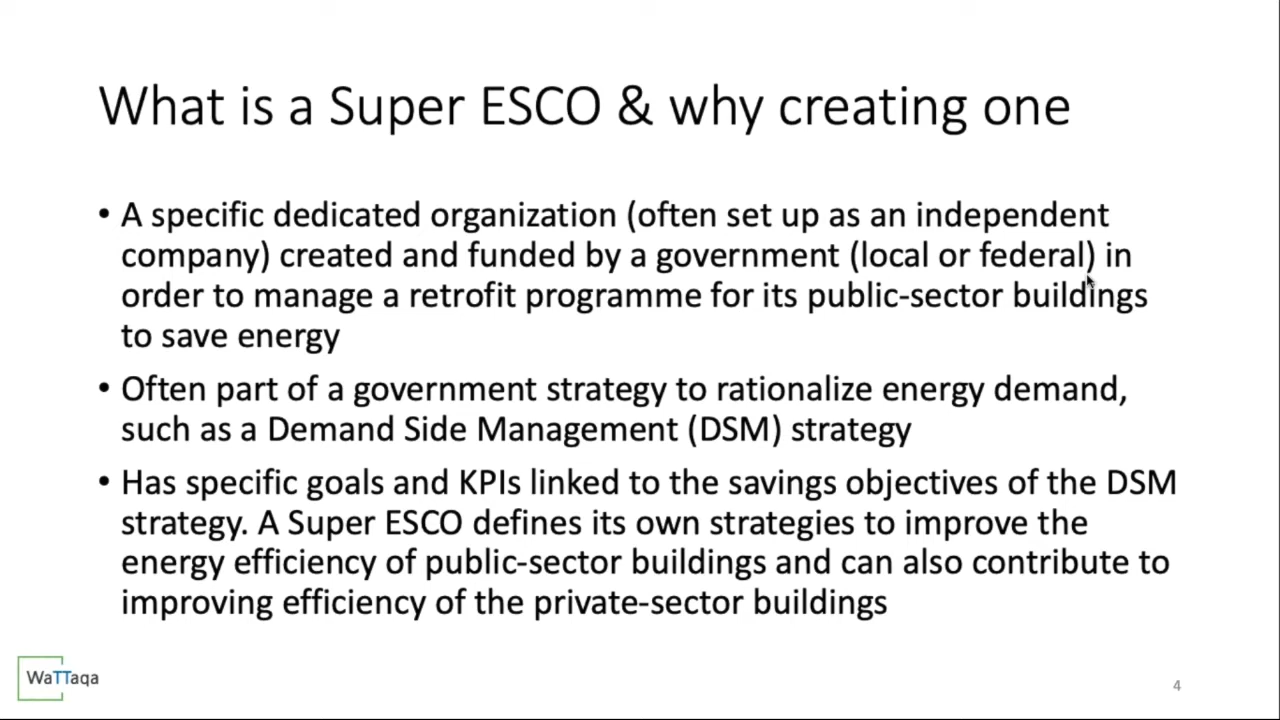 What is a Super ESCO & why creating one
• A specific dedicated organization (often set up as an independent
company) created and funded by a government (local or federal) in
order to manage a retrofit programme for its public-sector buildings
to save energy
• Often part of a government strategy to rationalize energy demand,
such as a Demand Side Management (DSM) strategy
• Has specific goals and KPIs linked to the savings objectives of the DSM
strategy. A Super ESCO defines its own strategies to improve the
energy efficiency of public-sector buildings and can also contribute to
improving efficiency of the private-sector buildings
WaTTaqa
4